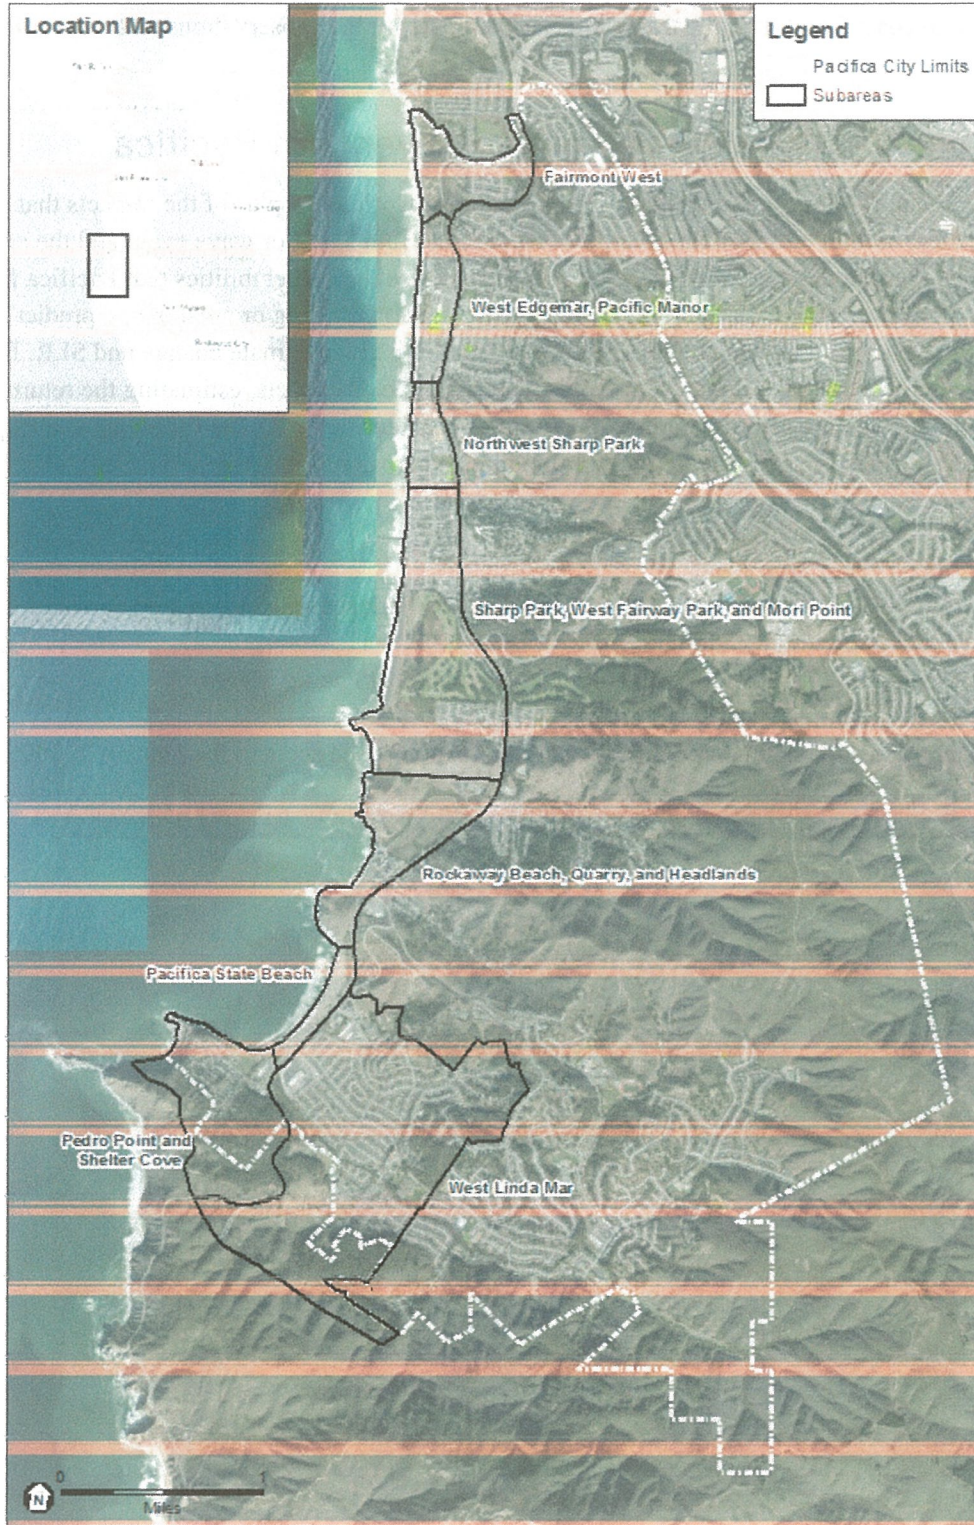 Location Map
Legend
Pacifica City Limits
Subareas
Fairmont West
West Edgemar, Pacific Manor
Northwest Sharp Park
Sharp Park, West Fairway Park, and Mori Point
Rockaway Beach, Quarry, and Headlands
Pacifica State Beach
Pedro Point and
Shelter Cove
West Linda Mar
N
0 1
Miles